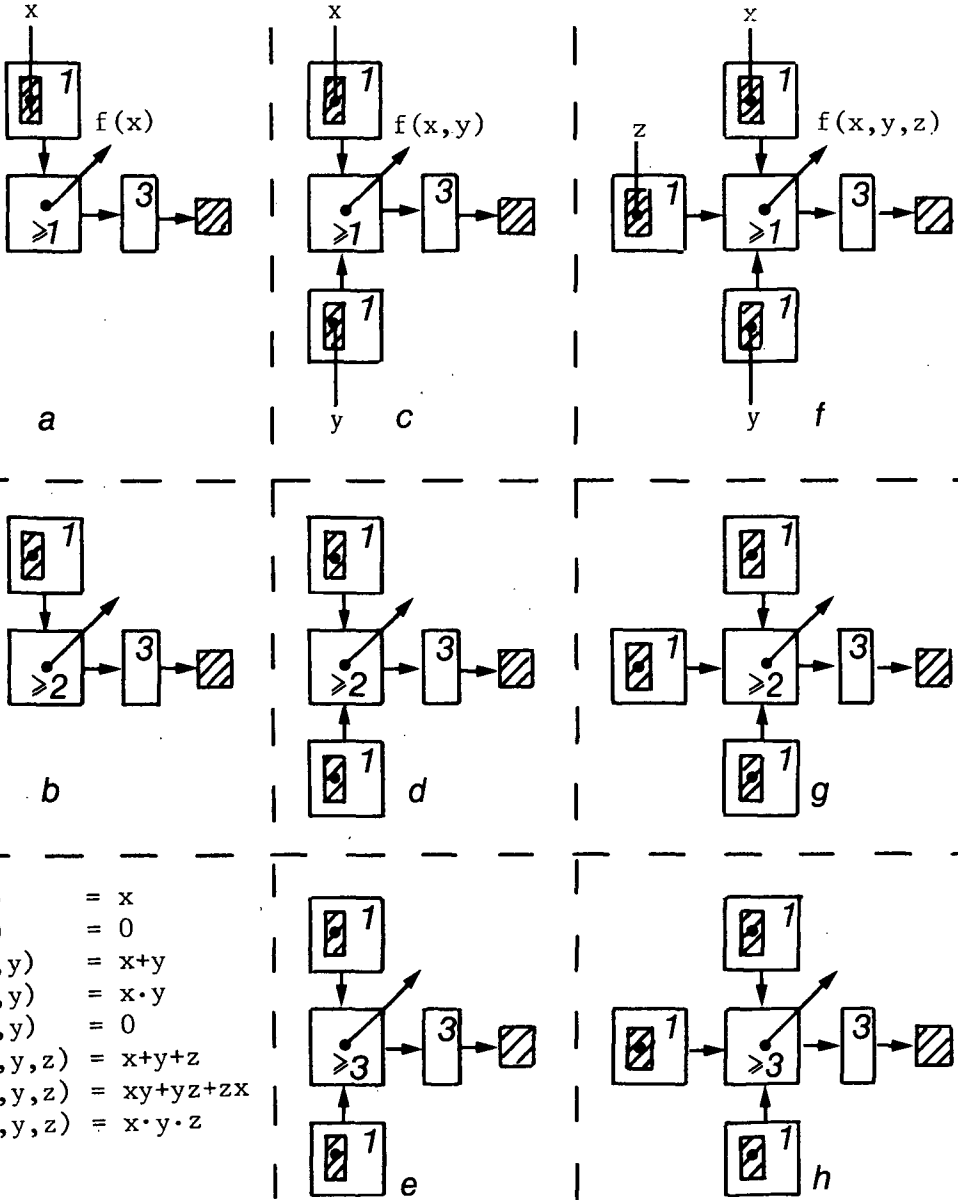 x x x
1 1 1
f(x) f(x,y) f(x,y,z)
z
3 3 1 3
≥1 ≥1 ≥1
1 1
a y c y f
1 1 1
3 3 1 3
≥2 ≥2 ≥2
1 1
b d g
) = x
) = 0
,y) = x+y
,y) = x·y
,y) = 0
,y,z) = x+y+z
,y,z) = xy+yz+zx
,y,z) = x·y·z
1 1
3 1 3
≥3 ≥3
1 1
e h